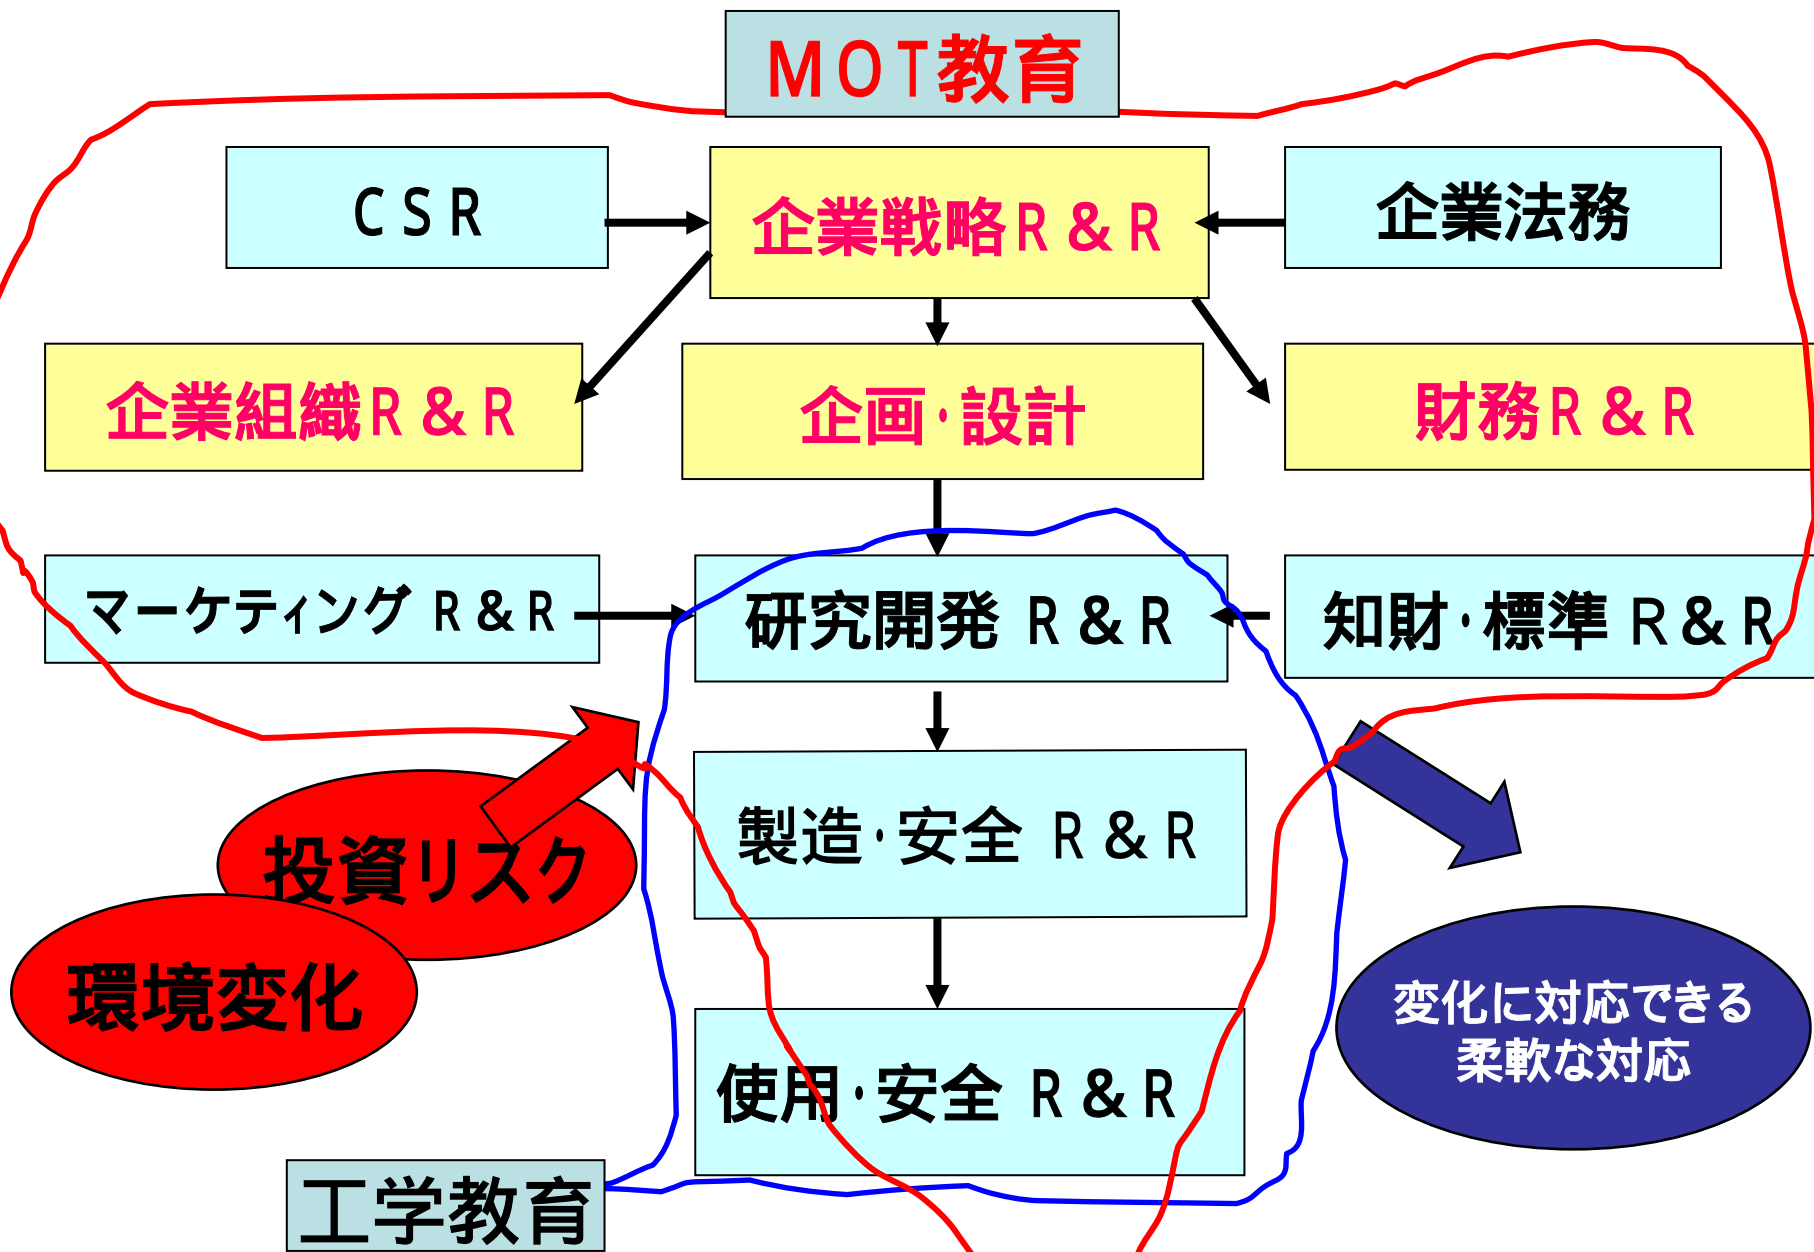 ＭＯＴ教育
ＣＳＲ
企業戦略Ｒ＆Ｒ
企業法務
企業組織Ｒ＆Ｒ
企画・設計
財務Ｒ＆Ｒ
マーケティング Ｒ＆Ｒ
研究開発 Ｒ＆Ｒ
知財・標準 Ｒ＆Ｒ
投資リスク
製造・安全 Ｒ＆Ｒ
環境変化
変化に対応できる
柔軟な対応
使用・安全 Ｒ＆Ｒ
工学教育